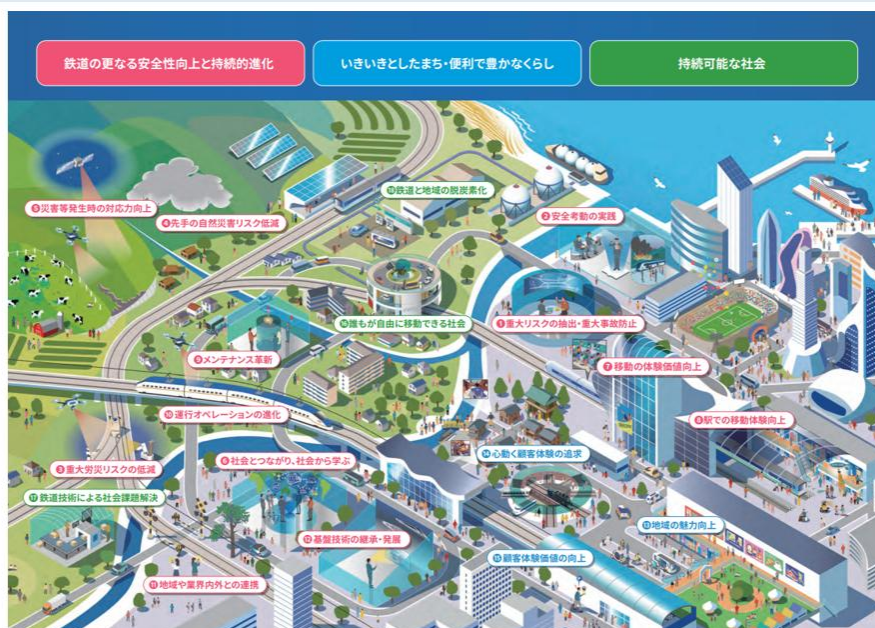 鉄道の更なる安全性向上と持続的進化
いきいきとしたまち・便利で豊かなくらし
持続可能な社会
⑤災害等発生時の対応力向上
④先手の自然災害リスク低減
⑱鉄道と地域の脱炭素化
②安全考動の実践
⑯誰もが自由に移動できる社会
①重大リスクの抽出・重大事故防止
⑨メンテナンス革新
⑦移動の体験価値向上
⑩運行オペレーションの進化
⑧駅での移動体験向上
③重大労災リスクの低減
⑥社会とつながり、社会から学ぶ
⑭心動く顧客体験の追求
⑰鉄道技術による社会課題解決
⑫基盤技術の継承・発展
⑬地域の魅力向上
⑮顧客体験価値の向上
⑪地域や業界内外との連携